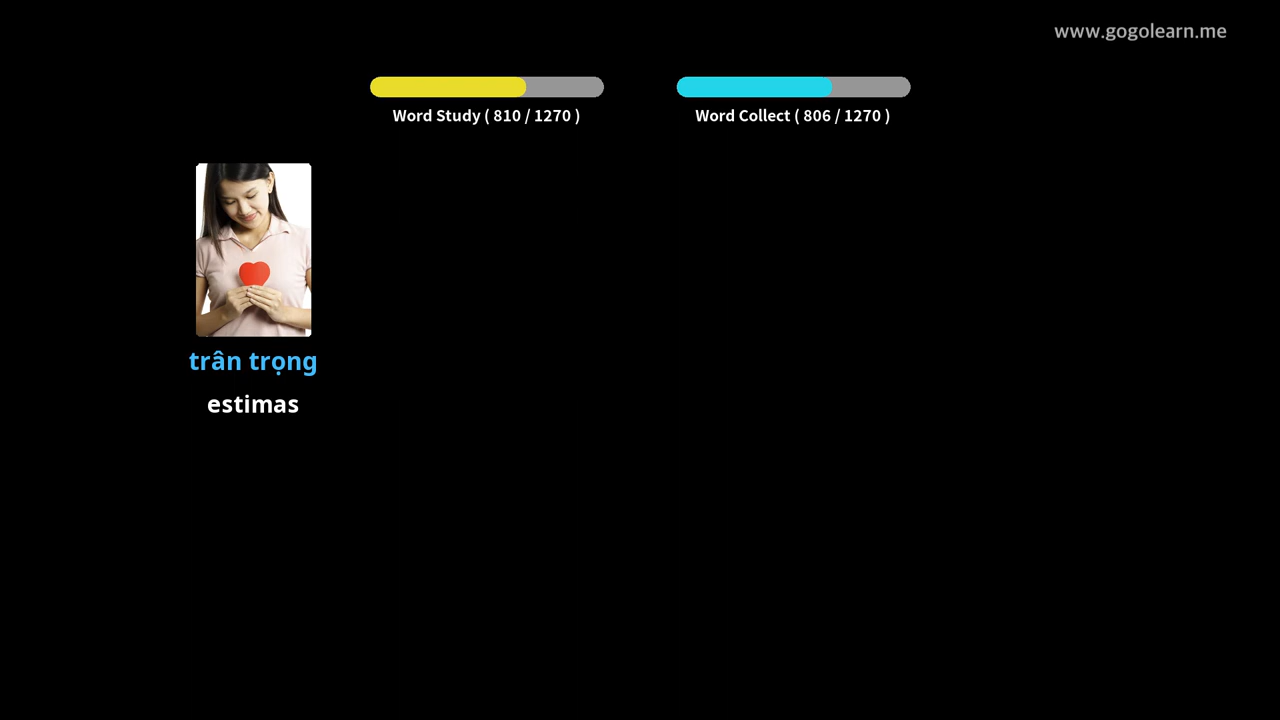 www.gogolearn.me
Word Study ( 810 / 1270 )
Word Collect ( 806 / 1270 )
trân trọng
estimas